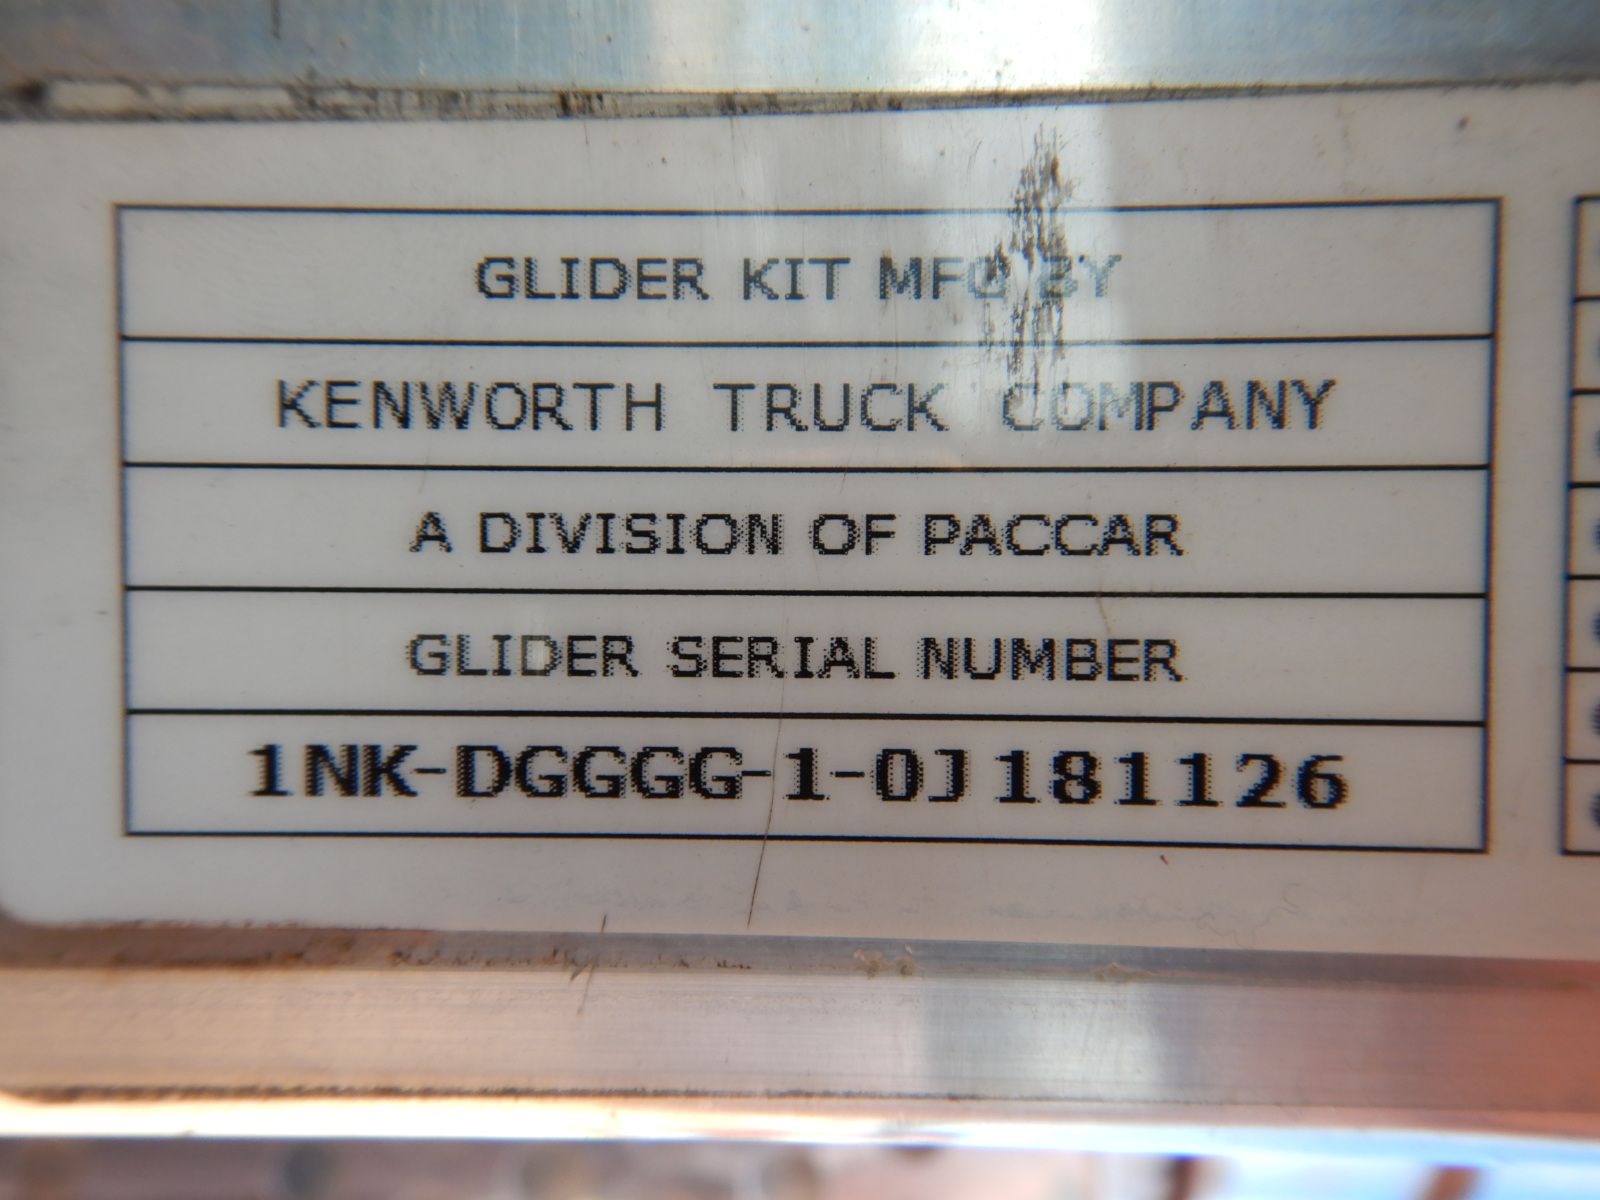 GLIDER KIT MFG BY
KENWORTH TRUCK COMPANY
A DIVISION OF PACCAR
GLIDER SERIAL NUMBER
1NK-DGGGG-1-0J181126